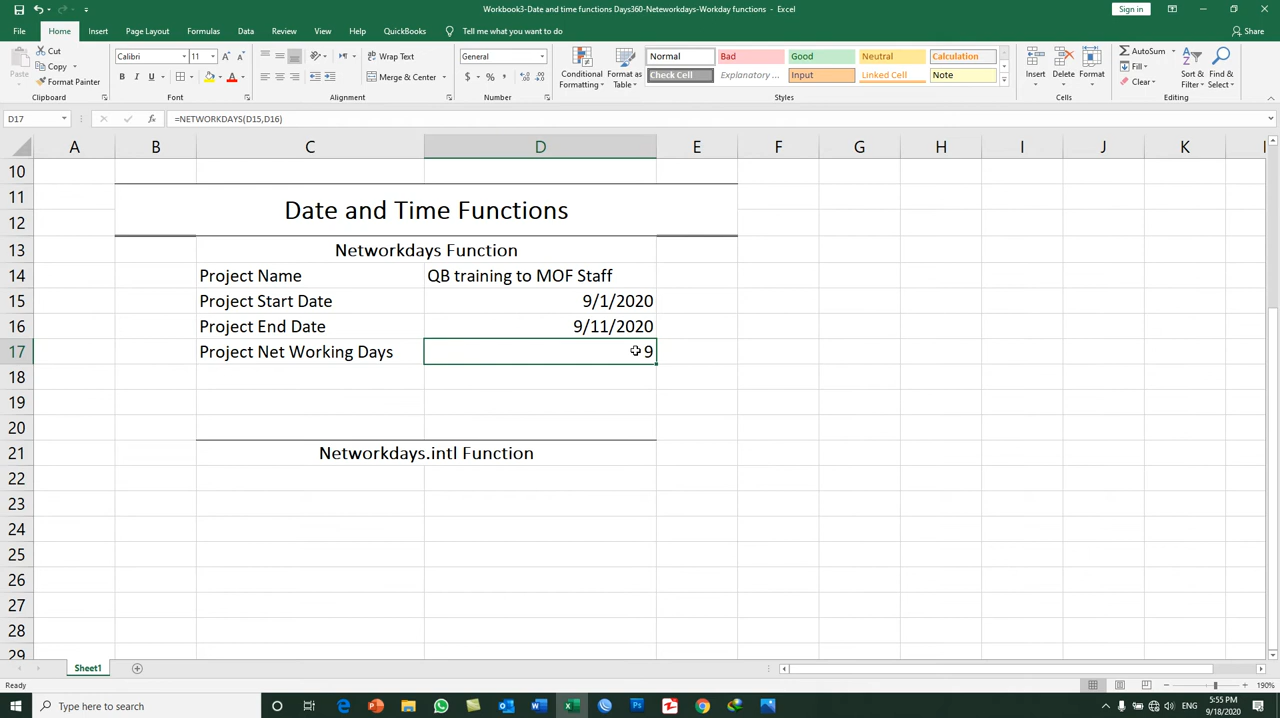 Workbook3-Date and time functions Days360-Neteworkdays-Workday functions - Excel
Sign in
File Home Insert Page Layout Formulas Data Review View Help QuickBooks Tell me what you want to do Share
Paste Cut Copy Format Painter Clipboard
Calibri 11 Font
Wrap Text Merge & Center Alignment
General Number
Conditional Formatting Format as Table
Normal Bad Good Neutral Calculation
Check Cell Explanatory ... Input Linked Cell Note
Styles
Insert Delete Format Cells
AutoSum Fill Clear Sort & Filter Find & Select Editing
D17 fx =NETWORKDAYS(D15,D16)
A B C D E F G H I J K
10
11
12 Date and Time Functions
13 Networkdays Function
14 Project Name QB training to MOF Staff
15 Project Start Date 9/1/2020
16 Project End Date 9/11/2020
17 Project Net Working Days 9
18
19
20
21 Networkdays.intl Function
22
23
24
25
26
27
28
29
Sheet1
Ready 190%
Type here to search
5:55 PM
9/18/2020